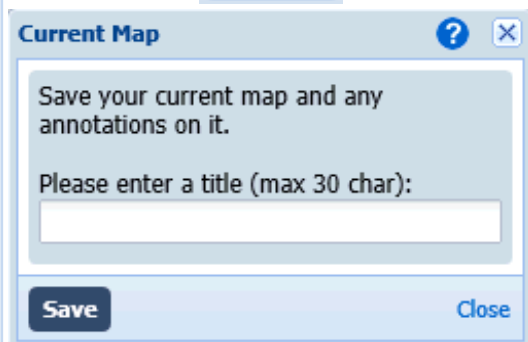 Current Map
?
Save your current map and any
annotations on it.
Please enter a title (max 30 char):
Save
Close